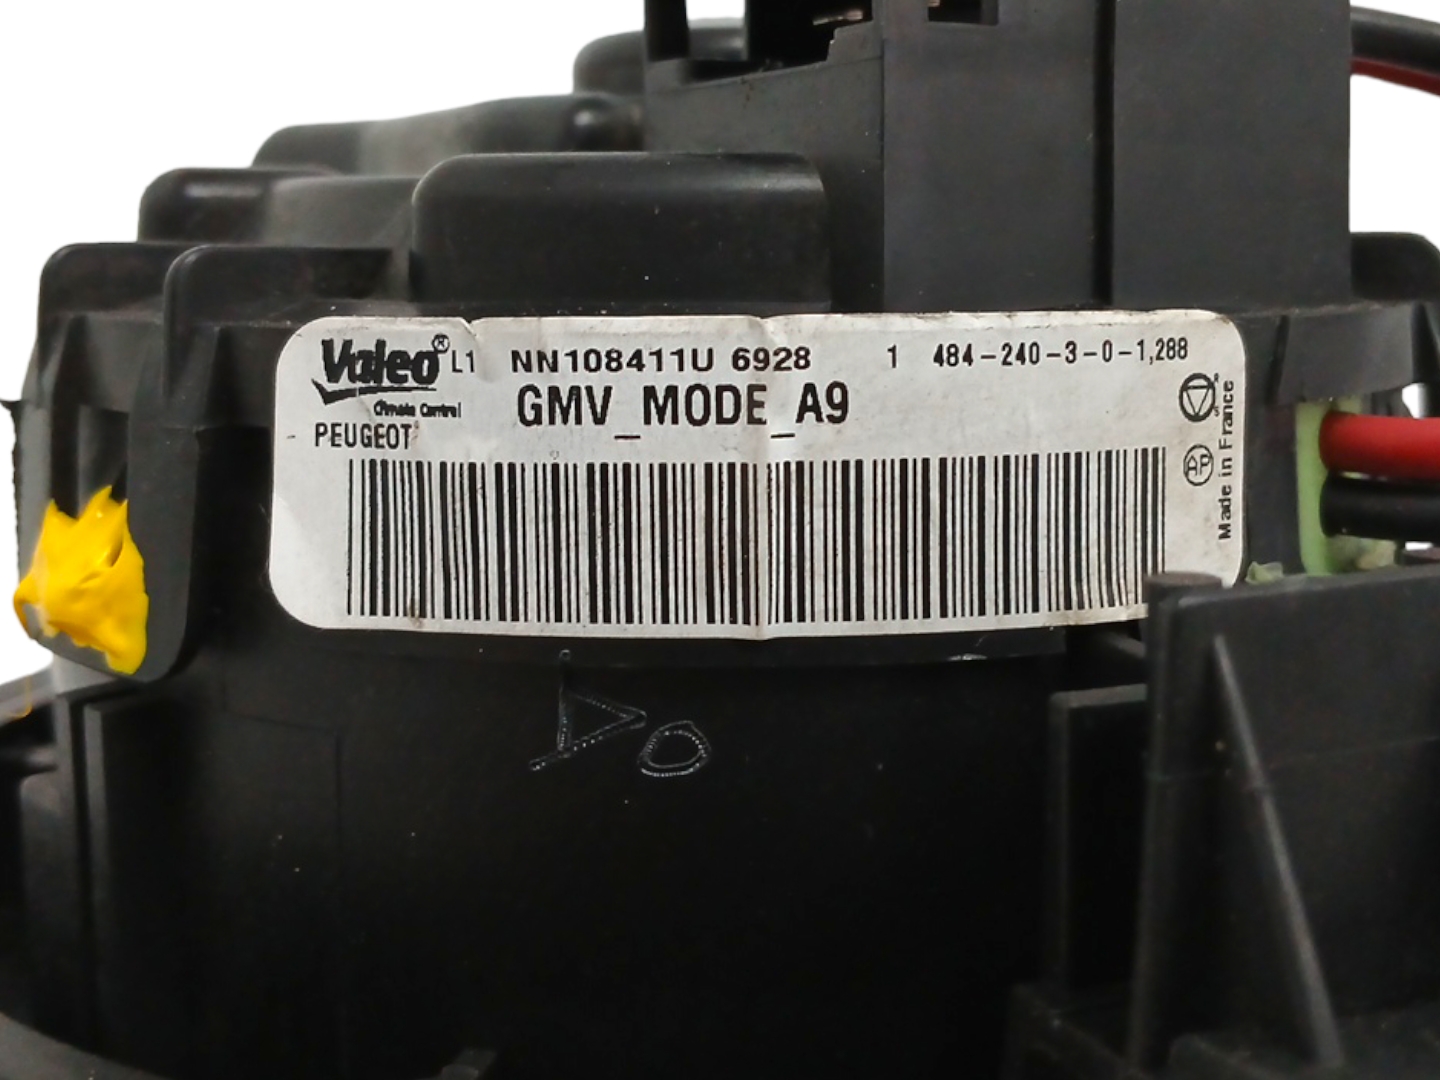 Valeo® L1 NN108411U 6928 1 484-240-3-0-1,288
Climate Control GMV_MODE_A9
PEUGEOT
AP
Made in France